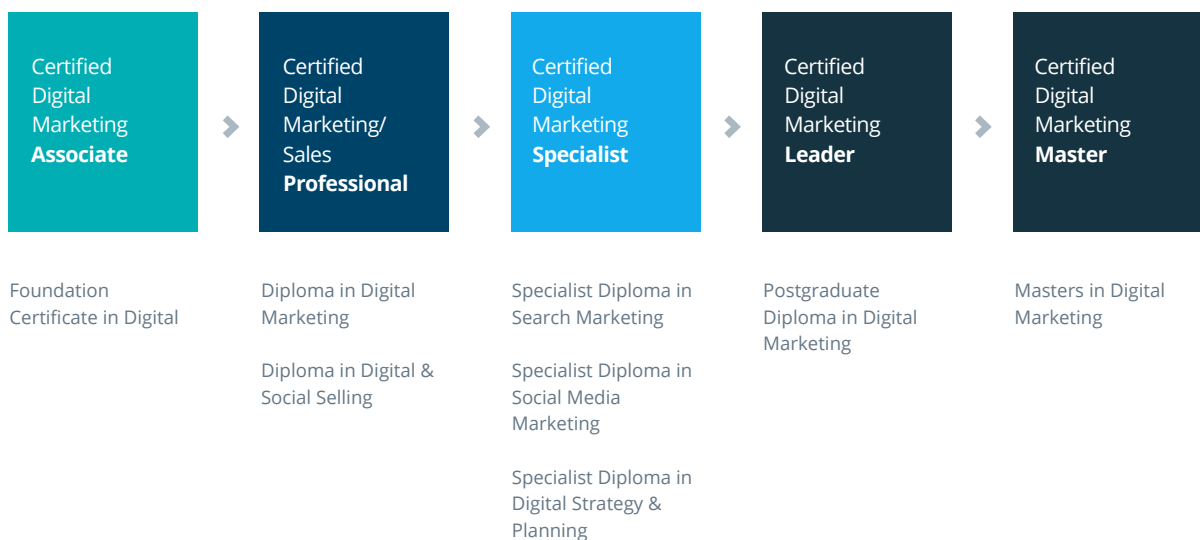 Certified
Digital
Marketing
Associate
Certified
Digital
Marketing/
Sales
Professional
Certified
Digital
Marketing
Specialist
Certified
Digital
Marketing
Leader
Certified
Digital
Marketing
Master
Foundation
Certificate in Digital
Diploma in Digital
Marketing
Diploma in Digital &
Social Selling
Specialist Diploma in
Search Marketing
Specialist Diploma in
Social Media
Marketing
Specialist Diploma in
Digital Strategy &
Planning
Postgraduate
Diploma in Digital
Marketing
Masters in Digital
Marketing